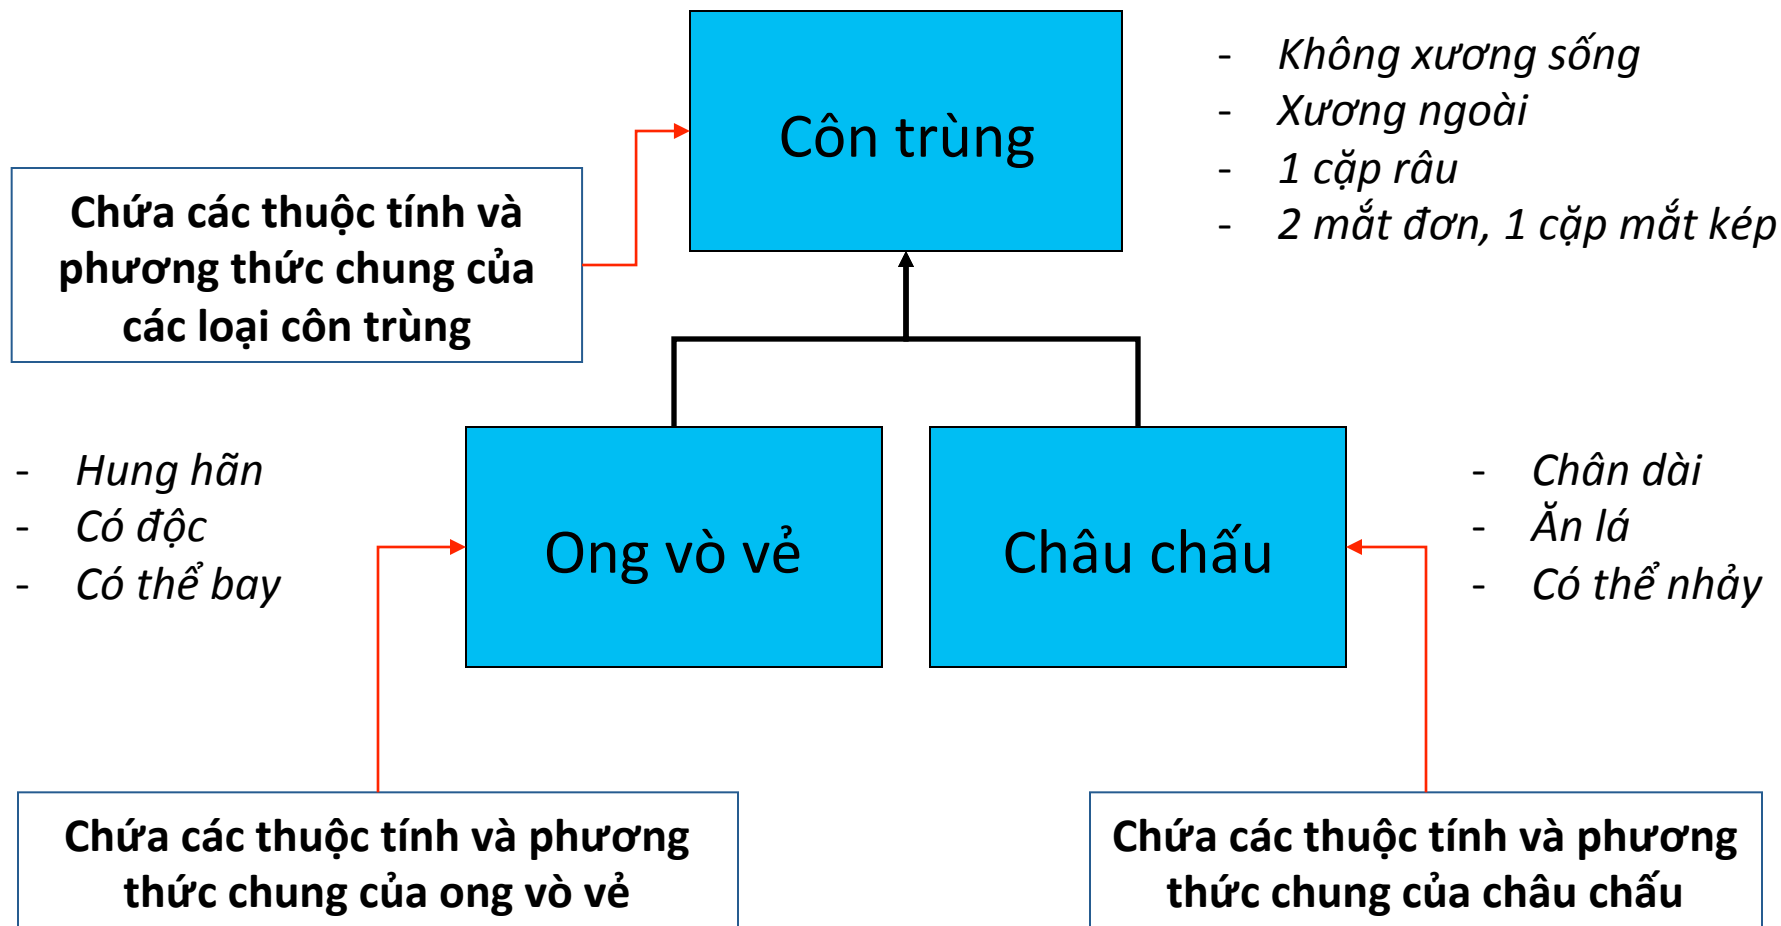 Côn trùng
- Không xương sống
- Xương ngoài
- 1 cặp râu
- 2 mắt đơn, 1 cặp mắt kép
Chứa các thuộc tính và
phương thức chung của
các loại côn trùng
- Hung hãn
- Có độc
- Có thể bay
Ong vò vẻ
Châu chấu
- Chân dài
- Ăn lá
- Có thể nhảy
Chứa các thuộc tính và phương
thức chung của ong vò vẻ
Chứa các thuộc tính và phương
thức chung của châu chấu